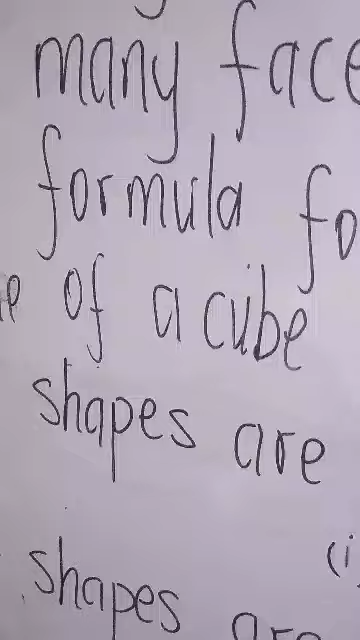 many face
formula fo
of a cube
shapes are
(i
shapes are